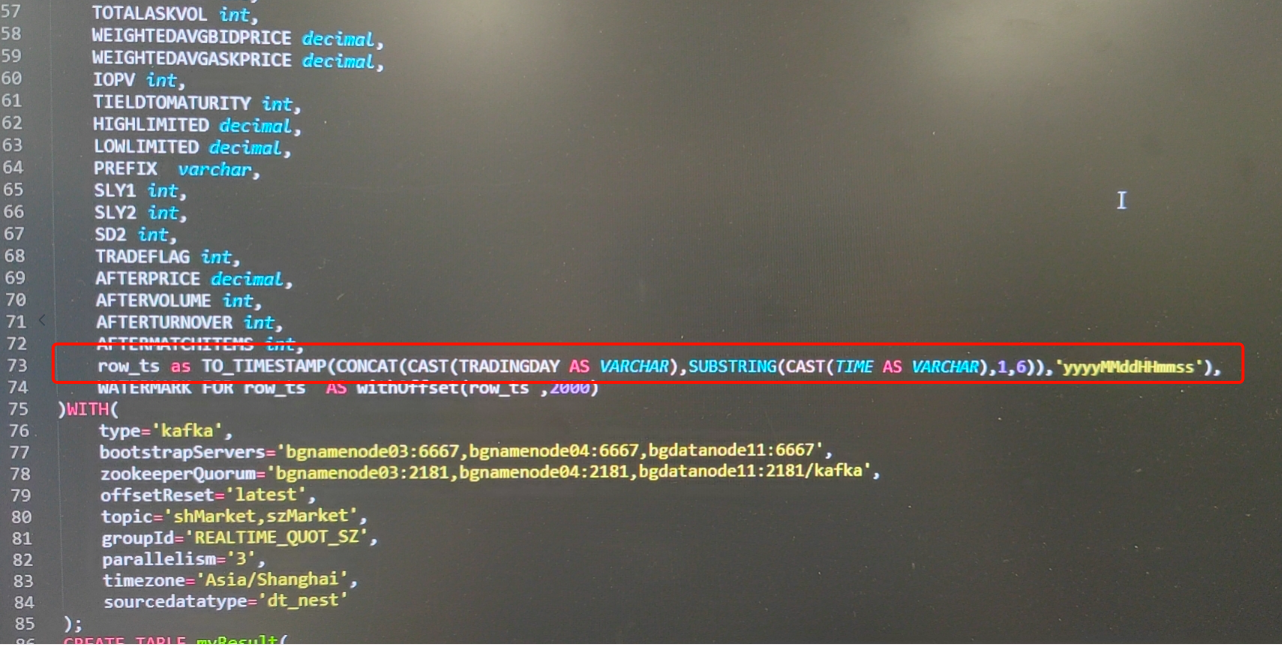 57 TOTALASKVOL int,
58 WEIGHTEDAVGBIDPRICE decimal,
59 WEIGHTEDAVGASKPRICE decimal,
60 IOPV int,
61 TIELDTOMATURITY int,
62 HIGHLIMITED decimal,
63 LOWLIMITED decimal,
64 PREFIX varchar,
65 SLY1 int,
66 SLY2 int,
67 SD2 int,
68 TRADEFLAG int,
69 AFTERPRICE decimal,
70 AFTERVOLUME int,
71 AFTERTURNOVER int,
72 AFTERMATCHITEMS int,
73 row_ts as TO_TIMESTAMP(CONCAT(CAST(TRADINGDAY AS VARCHAR),SUBSTRING(CAST(TIME AS VARCHAR),1,6)),'yyyyMMddHHmmss'),
74 WATERMARK FOR row_ts AS withOffset(row_ts ,2000)
75 )WITH(
76 type='kafka',
77 bootstrapServers='bgnamenode03:6667,bgnamenode04:6667,bgdatanode11:6667',
78 zookeeperQuorum='bgnamenode03:2181,bgnamenode04:2181,bgdatanode11:2181/kafka',
79 offsetReset='latest',
80 topic='shMarket,szMarket',
81 groupId='REALTIME_QUOT_SZ',
82 parallelism='3',
83 timezone='Asia/Shanghai',
84 sourcedatatype='dt_nest'
85 );
86 CREATE TABLE myResult(